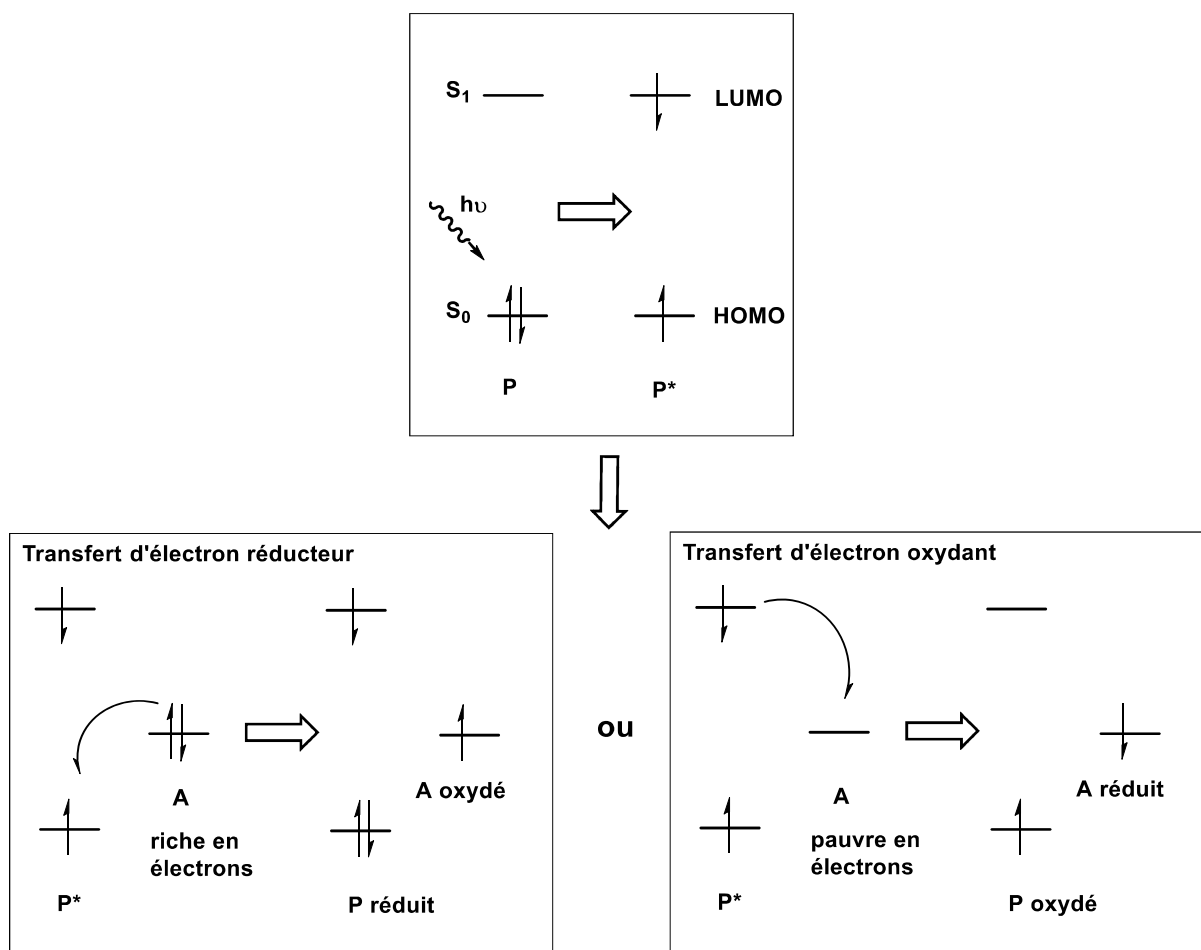 S₁
LUMO
hυ
S₀
HOMO
P
P*
Transfert d'électron réducteur
A
A oxydé
riche en
électrons
P*
P réduit
ou
Transfert d'électron oxydant
A
A réduit
pauvre en
électrons
P*
P oxydé